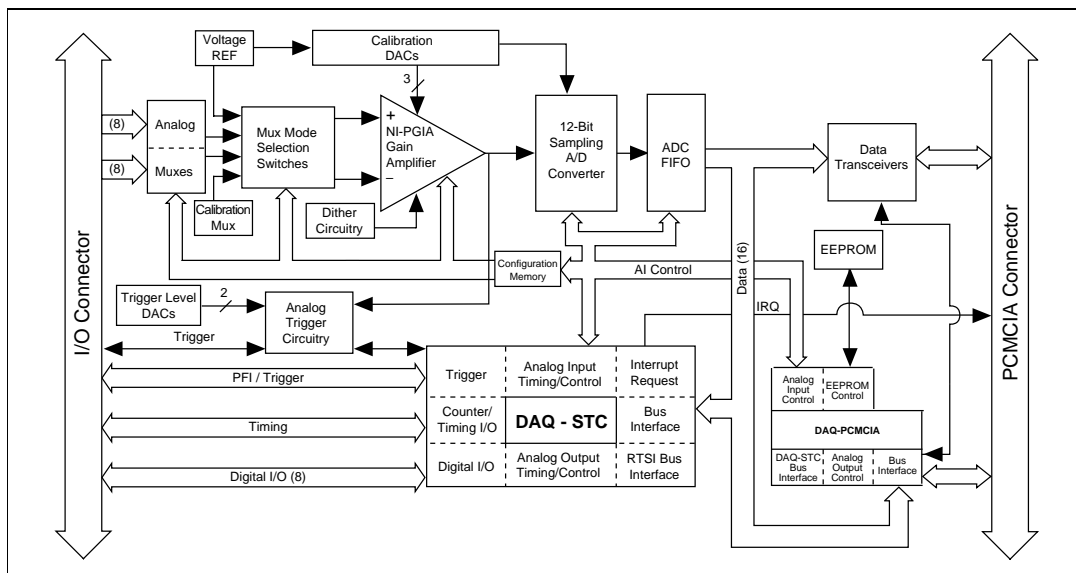 Voltage
REF
Calibration
DACs
3
(8)
(8)
Analog
Muxes
Mux Mode
Selection
Switches
+
NI-PGIA
Gain
Amplifier
–
12-Bit
Sampling
A/D
Converter
ADC
FIFO
Data
Transceivers
Calibration
Mux
Dither
Circuitry
Configuration
Memory
AI Control
Data (16)
EEPROM
I/O Connector
PCMCIA Connector
Trigger Level
DACs
2
Analog
Trigger
Circuitry
Trigger
IRQ
PFI / Trigger
Timing
Digital I/O (8)
Trigger
Analog Input
Timing/Control
Interrupt
Request
Counter/
Timing I/O
DAQ - STC
Bus
Interface
Digital I/O
Analog Output
Timing/Control
RTSI Bus
Interface
Analog
Input
Control
EEPROM
Control
DAQ-PCMCIA
DAQ-STC
Bus
Interface
Analog
Output
Control
Bus
Interface